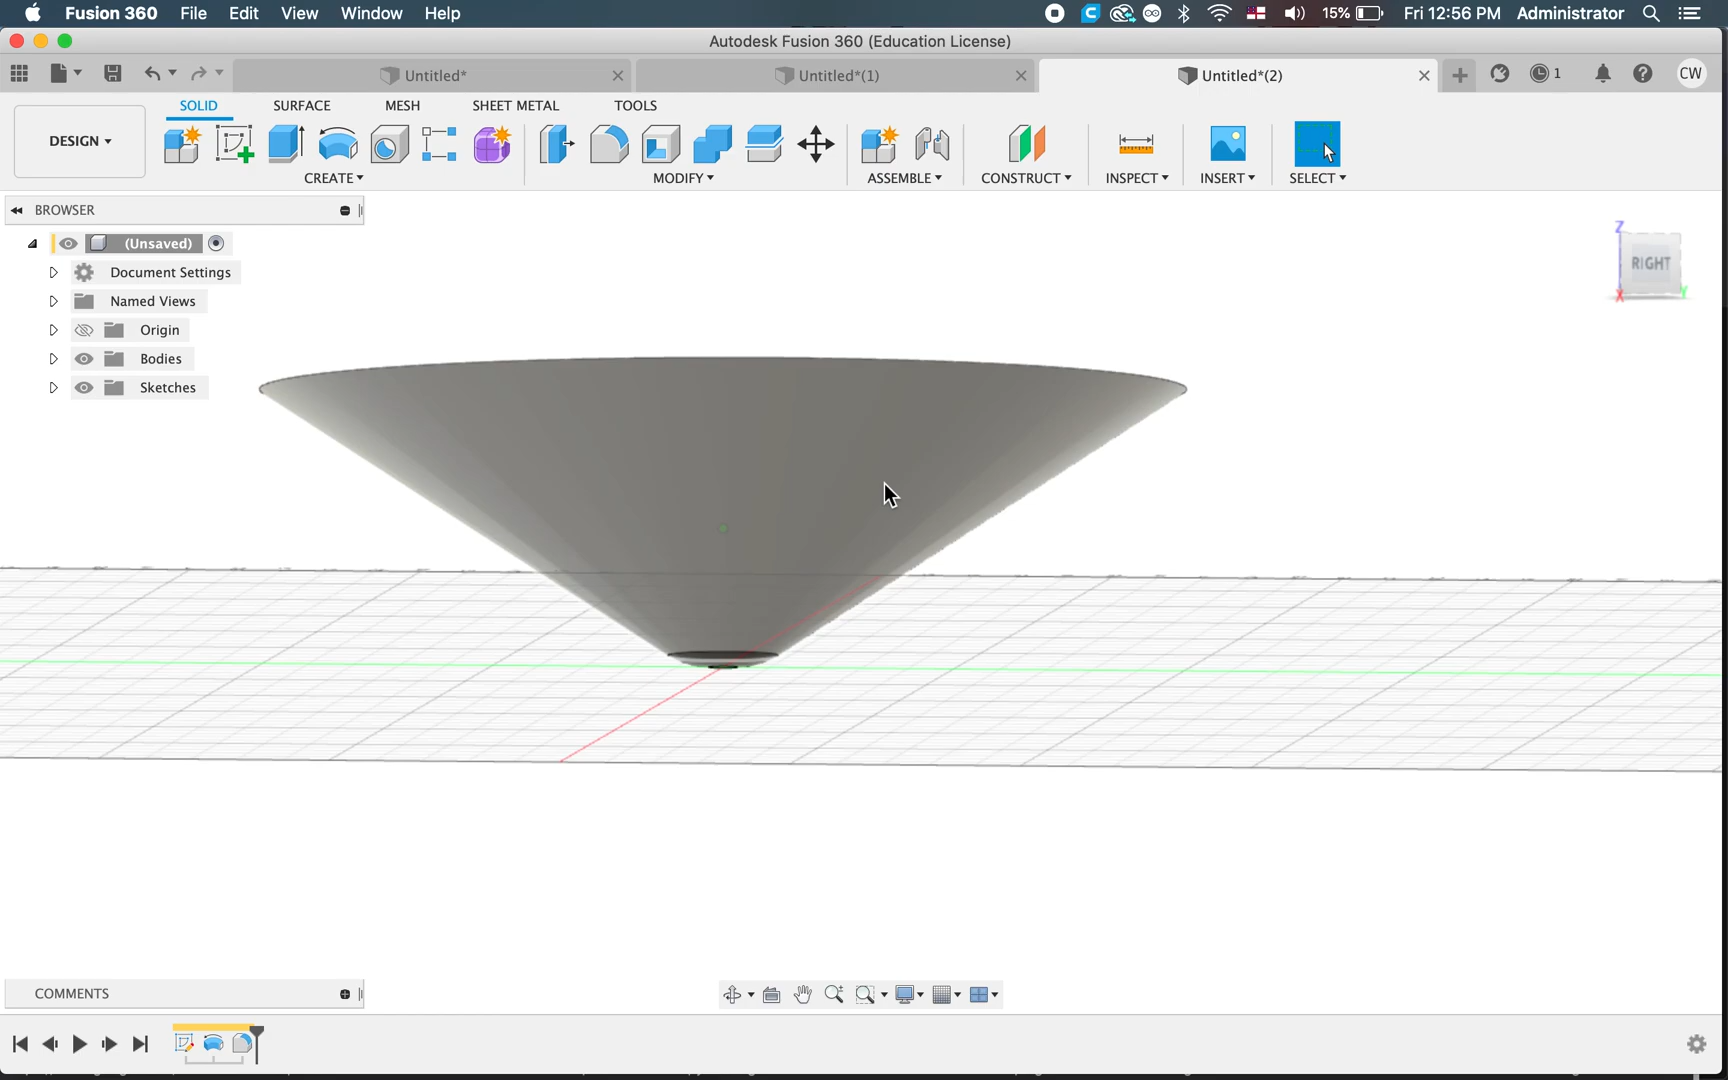 Fusion 360 File Edit View Window Help 15% Fri 12:56 PM Administrator
Autodesk Fusion 360 (Education License)
Untitled* Untitled*(1) Untitled*(2) 1 CW
SOLID SURFACE MESH SHEET METAL TOOLS
DESIGN
CREATE MODIFY ASSEMBLE CONSTRUCT INSPECT INSERT SELECT
BROWSER
(Unsaved)
Document Settings
Named Views
Origin
Bodies
Sketches
Z
RIGHT
X Y
COMMENTS